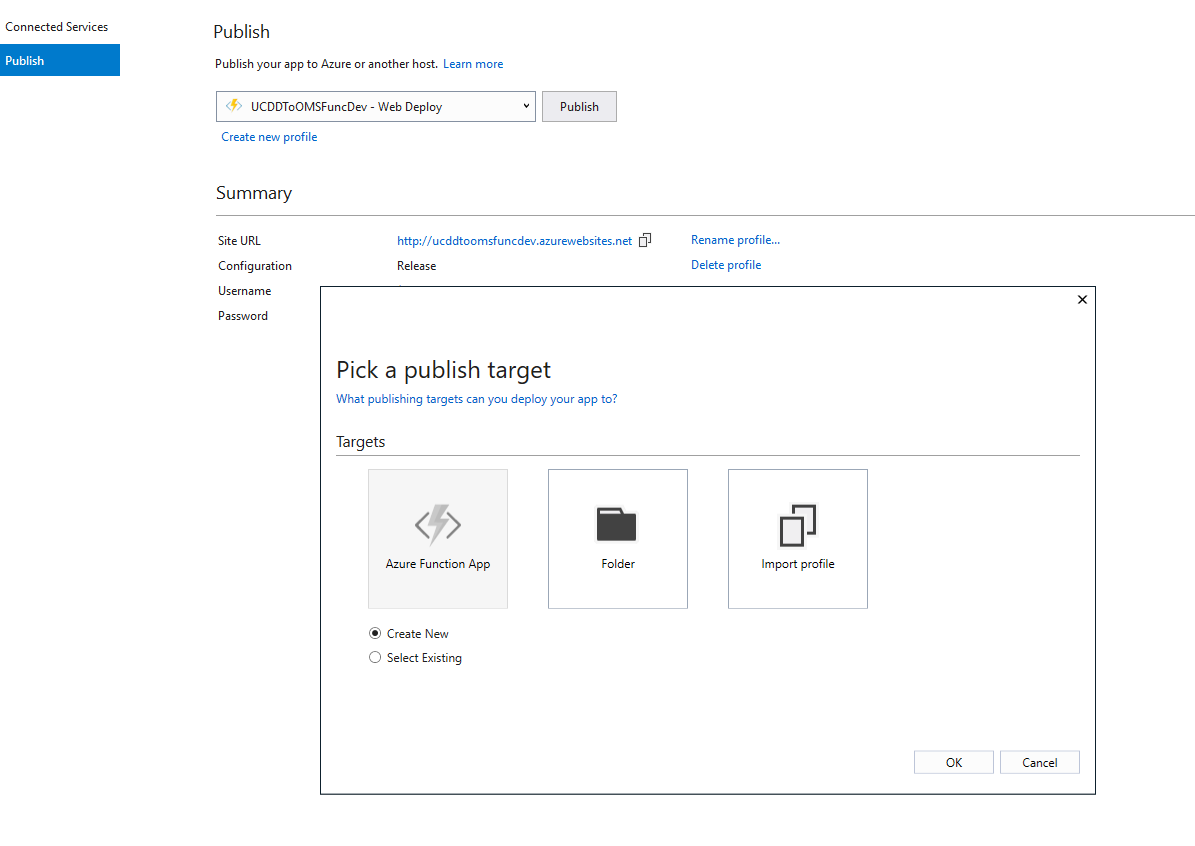 Connected Services
Publish
Publish
Publish your app to Azure or another host. Learn more
UCDDToOMSFuncDev - Web Deploy
Publish
Create new profile
Summary
Site URL http://ucddtoomsfuncdev.azurewebsites.net Rename profile...
Configuration Release Delete profile
Username
Password
Pick a publish target
What publishing targets can you deploy your app to?
Targets
Azure Function App Folder Import profile
Create New
Select Existing
OK Cancel